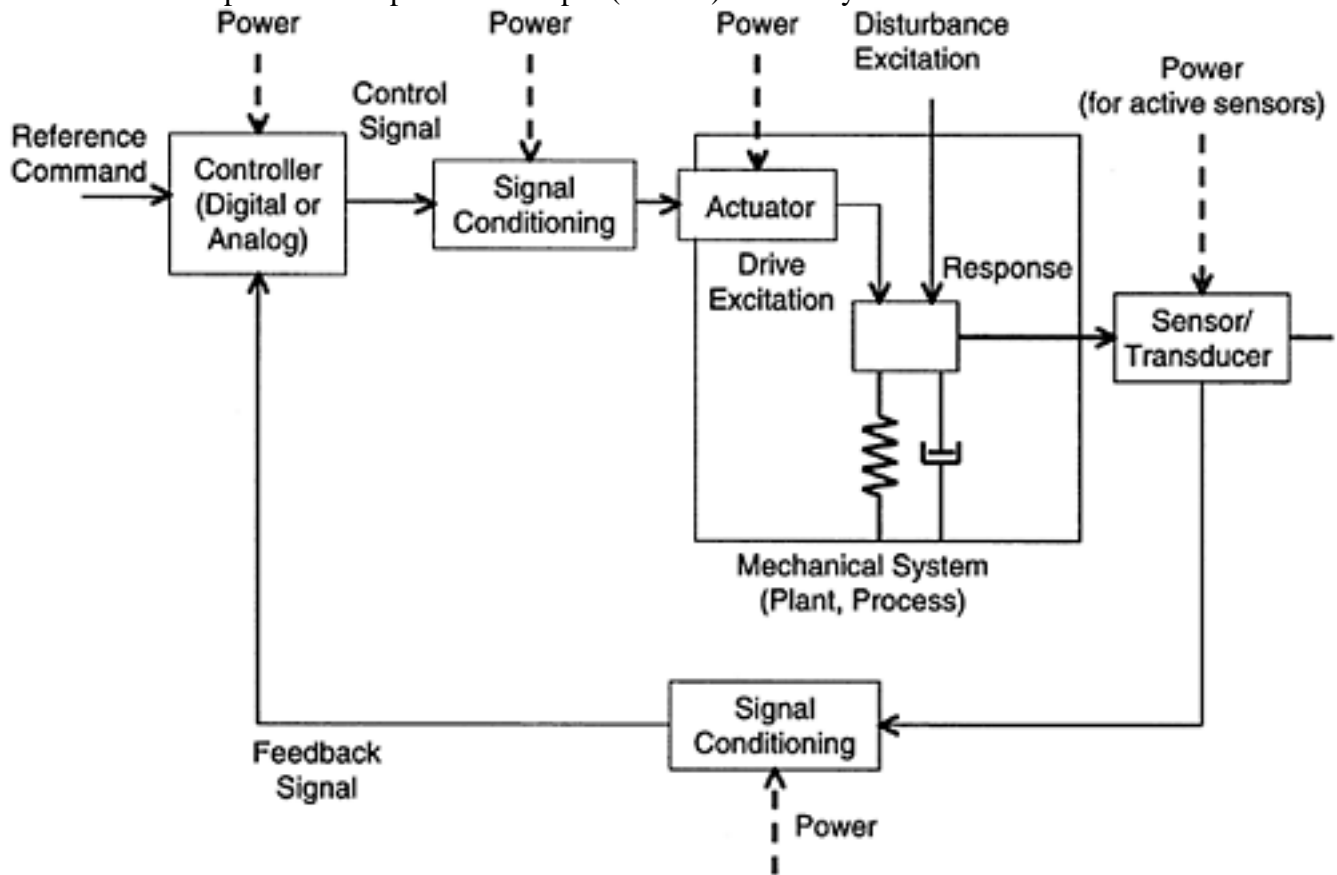 Power
Power
Power
Disturbance
Excitation
Power
(for active sensors)
Control
Signal
Reference
Command
Controller
(Digital or
Analog)
Signal
Conditioning
Actuator
Drive
Excitation
Response
Sensor/
Transducer
Mechanical System
(Plant, Process)
Signal
Conditioning
Feedback
Signal
Power